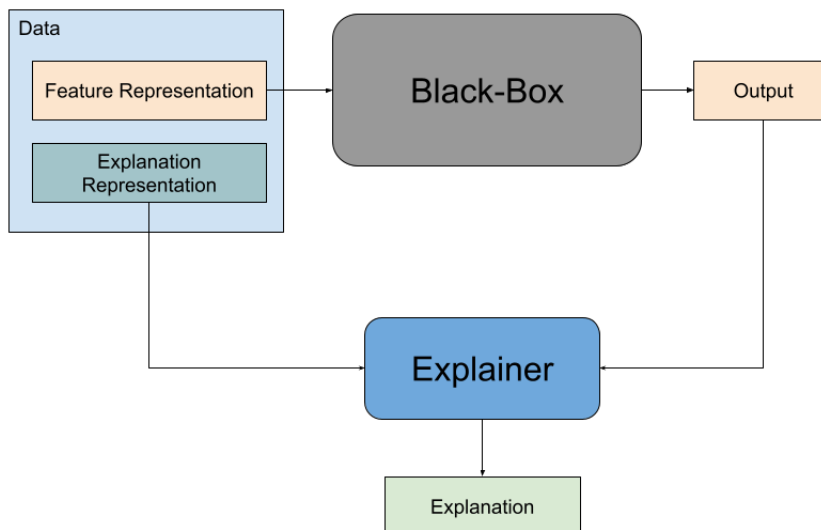 Data
Feature Representation
Black-Box
Output
Explanation
Representation
Explainer
Explanation